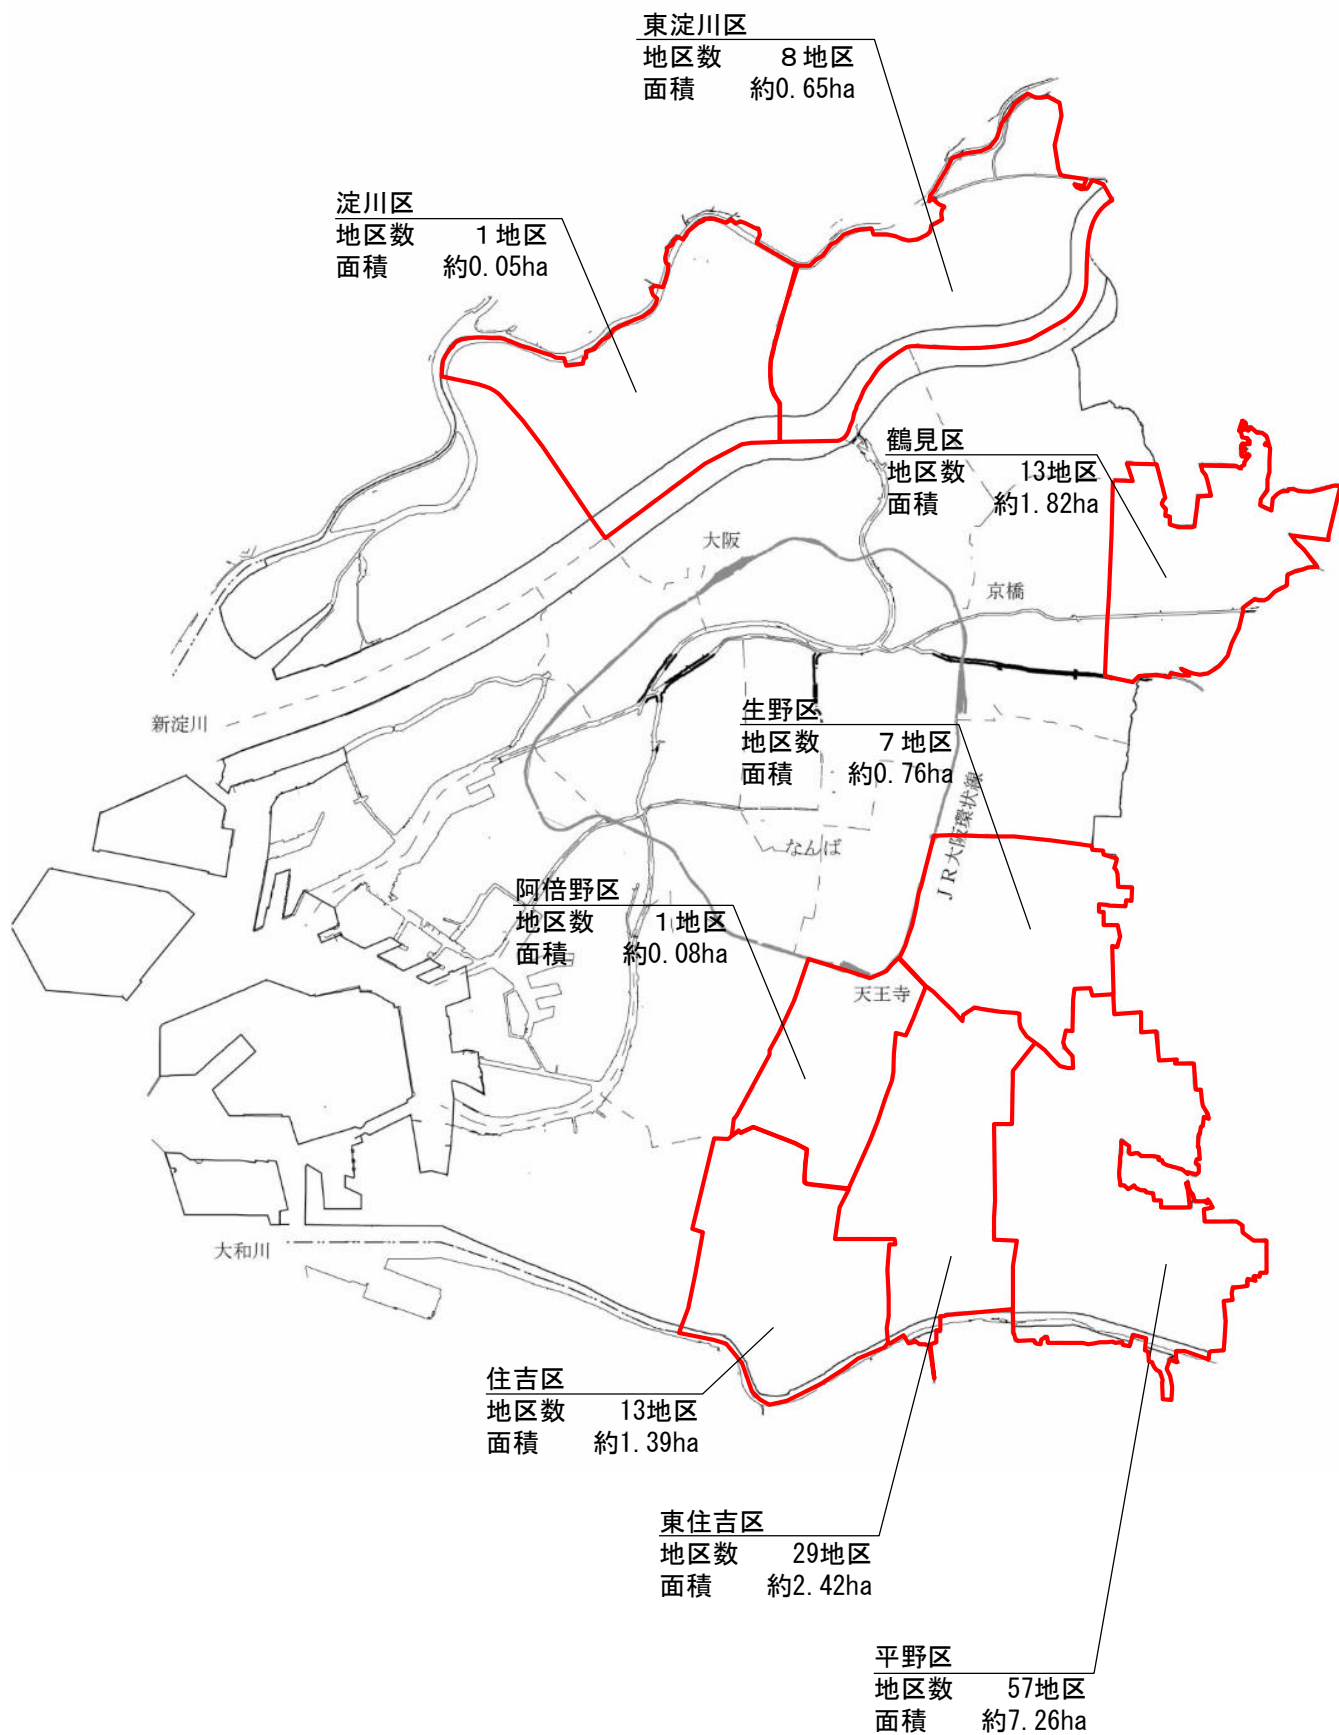 東淀川区
地区数 8地区
面積 約0.65ha
淀川区
地区数 1地区
面積 約0.05ha
鶴見区
地区数 13地区
面積 約1.82ha
大阪
京橋
新淀川
生野区
地区数 7地区
面積 約0.76ha
JR大阪環状線
なんば
阿倍野区
地区数 1地区
面積 約0.08ha
天王寺
大和川
住吉区
地区数 13地区
面積 約1.39ha
東住吉区
地区数 29地区
面積 約2.42ha
平野区
地区数 57地区
面積 約7.26ha